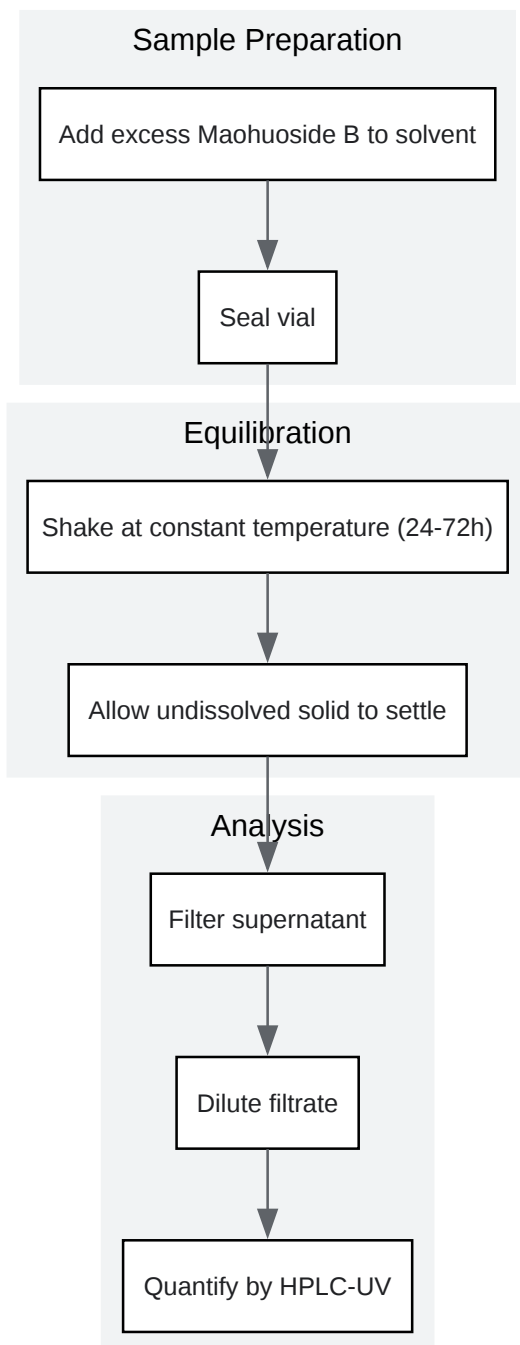 Sample Preparation
Add excess Maohuoside B to solvent
Seal vial
Equilibration
Shake at constant temperature (24-72h)
Allow undissolved solid to settle
Analysis
Filter supernatant
Dilute filtrate
Quantify by HPLC-UV